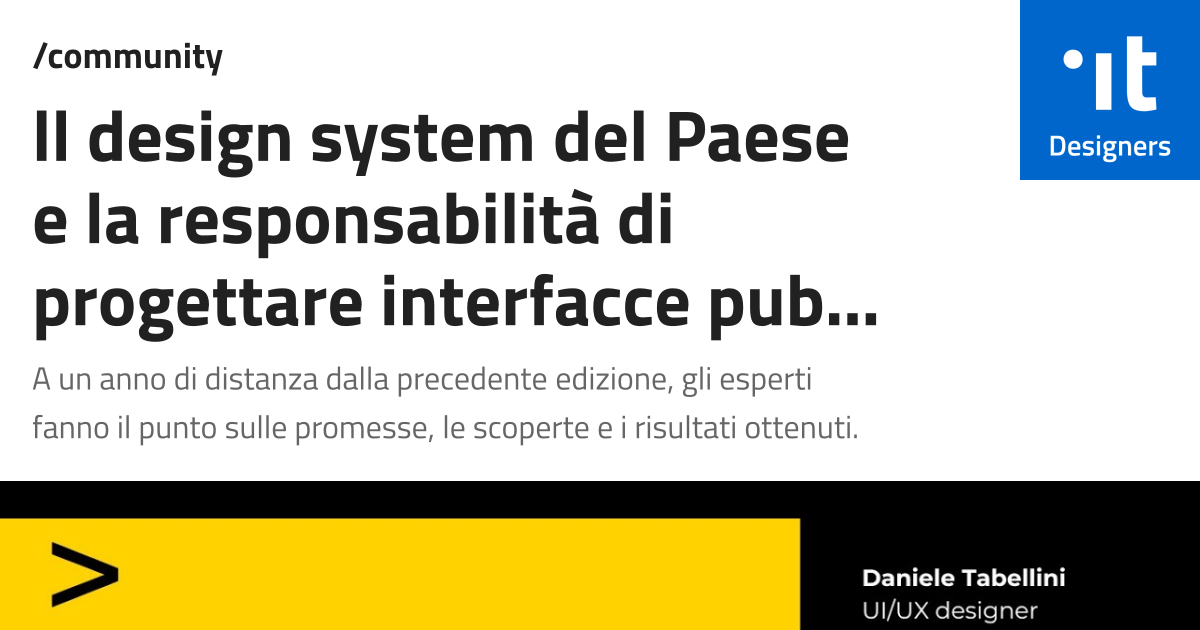 /community
Il design system del Paese
e la responsabilità di
progettare interfacce pub...
A un anno di distanza dalla precedente edizione, gli esperti
fanno il punto sulle promesse, le scoperte e i risultati ottenuti.
it
Designers
>
Daniele Tabellini
UI/UX designer